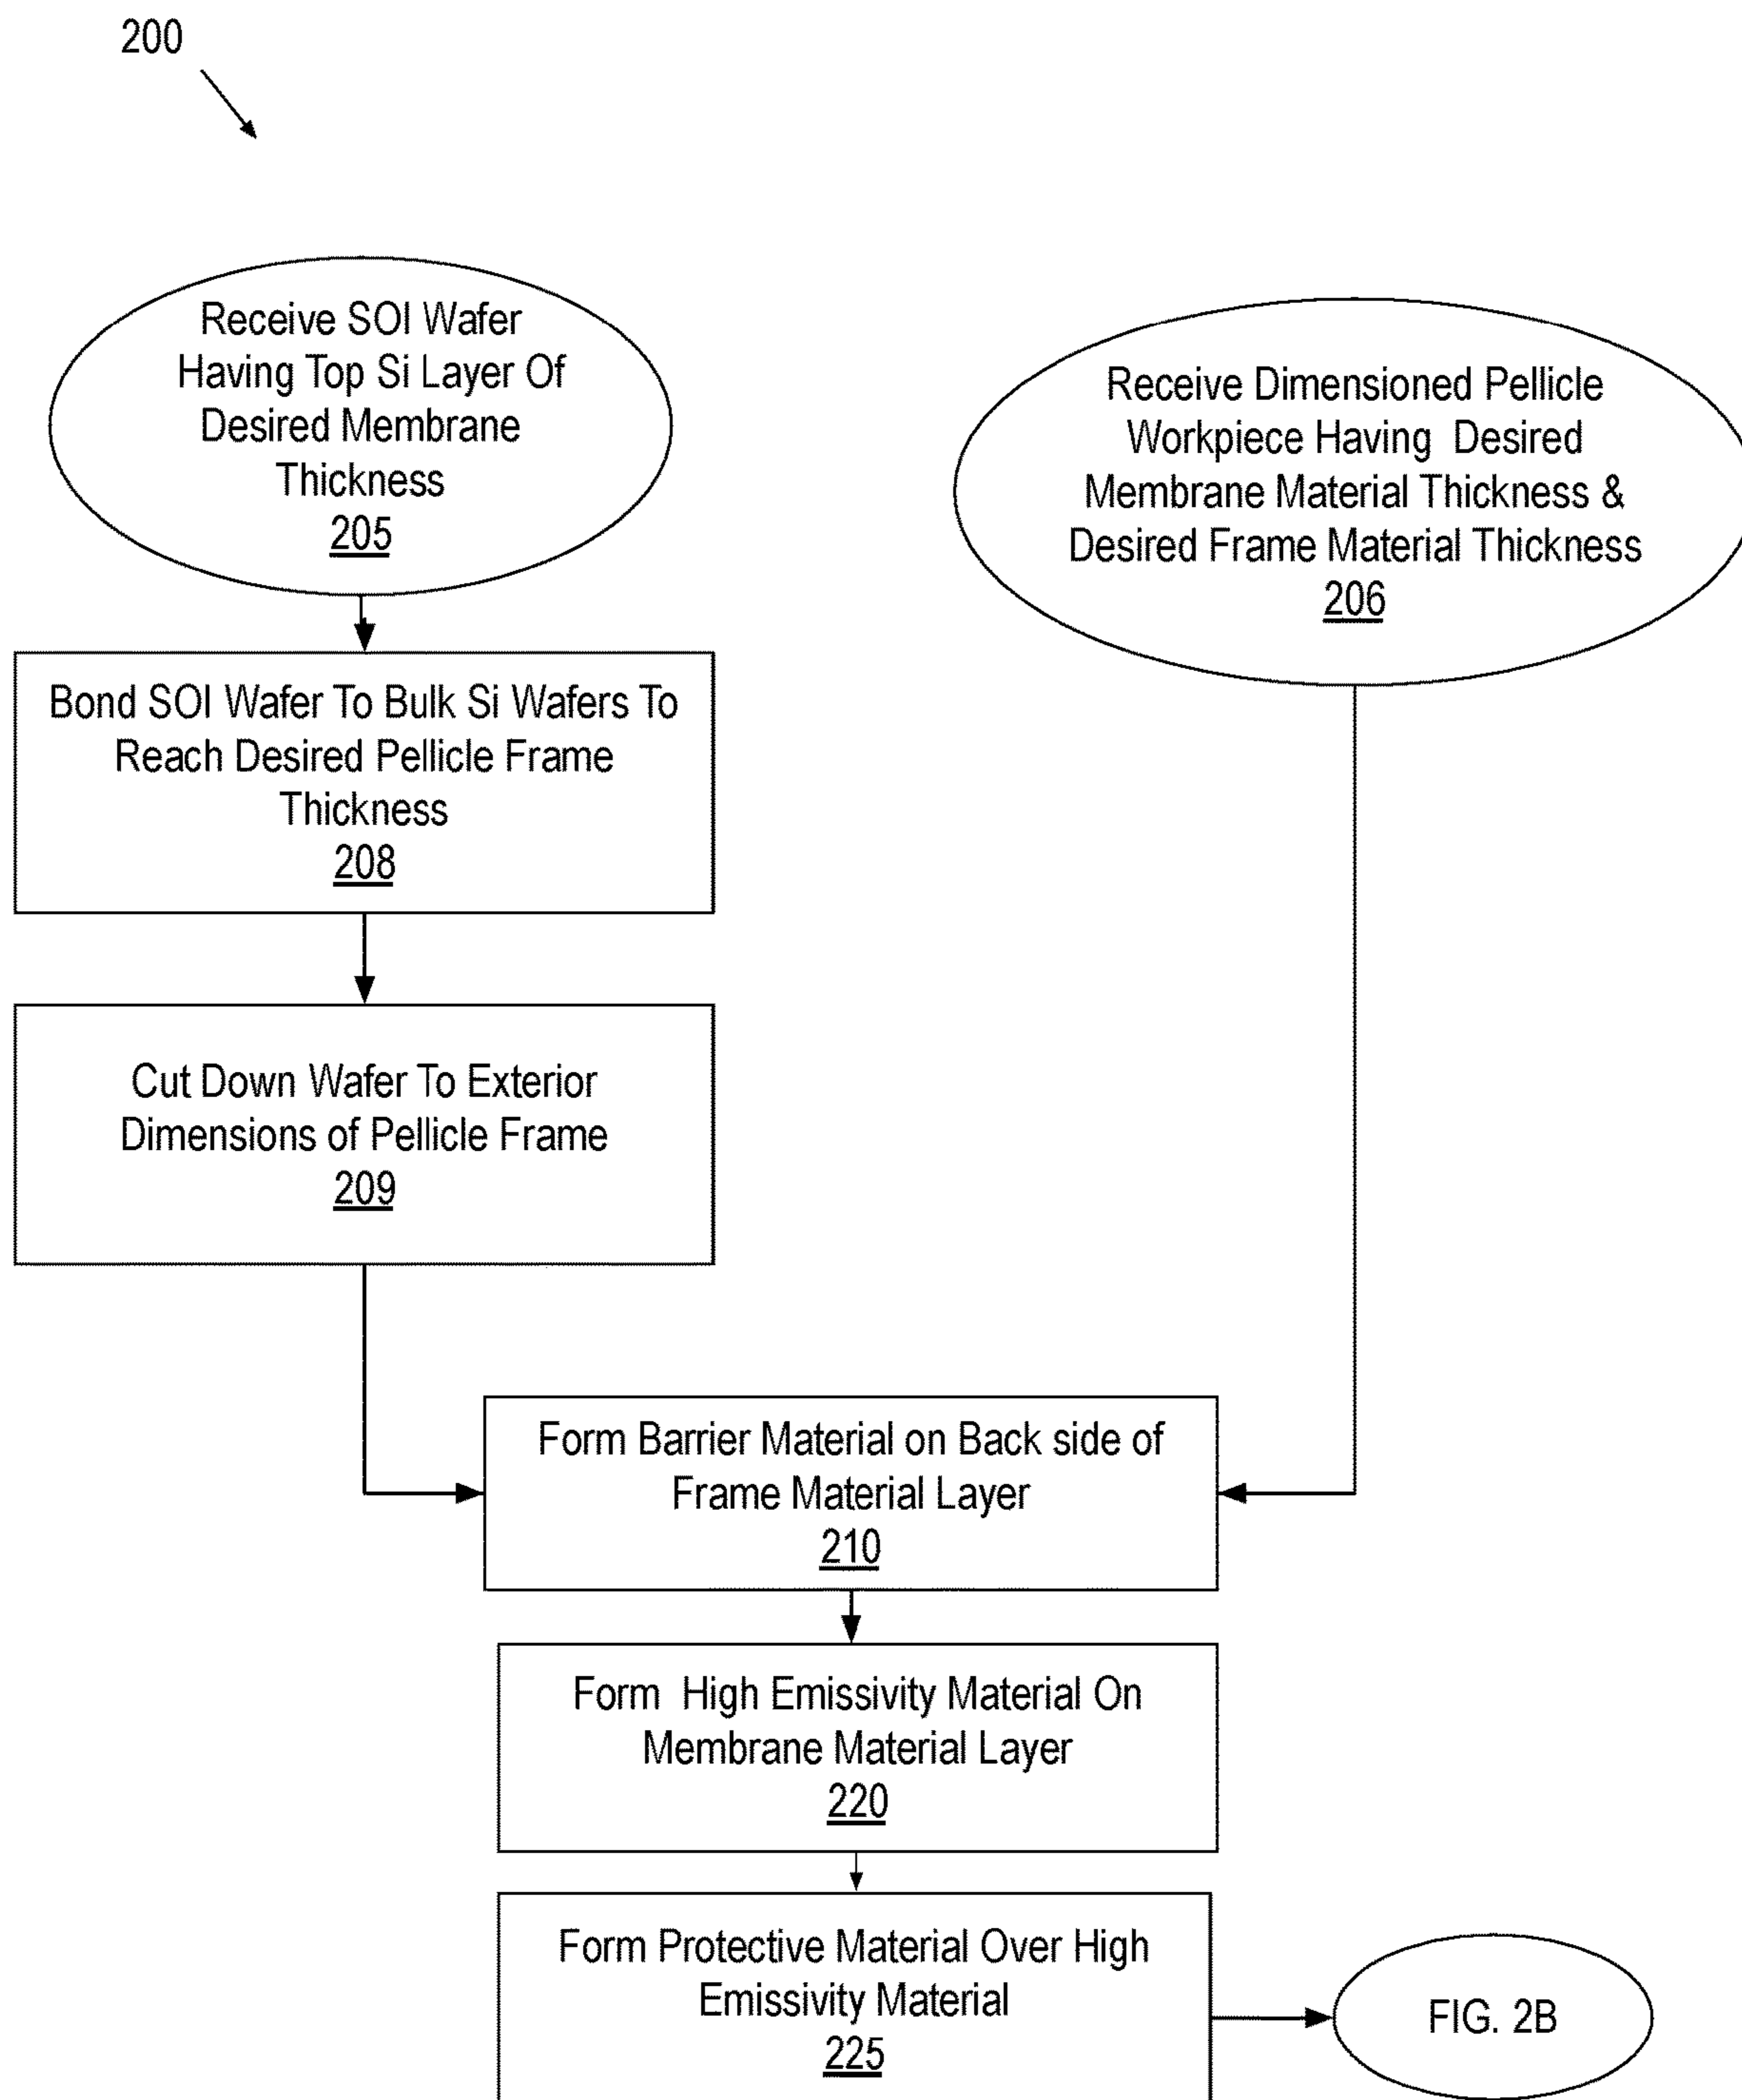 200
Receive SOI Wafer
Having Top Si Layer Of
Desired Membrane
Thickness
205
Receive Dimensioned Pellicle
Workpiece Having Desired
Membrane Material Thickness &
Desired Frame Material Thickness
206
Bond SOI Wafer To Bulk Si Wafers To
Reach Desired Pellicle Frame
Thickness
208
Cut Down Wafer To Exterior
Dimensions of Pellicle Frame
209
Form Barrier Material on Back side of
Frame Material Layer
210
Form High Emissivity Material On
Membrane Material Layer
220
Form Protective Material Over High
Emissivity Material
225
FIG. 2B